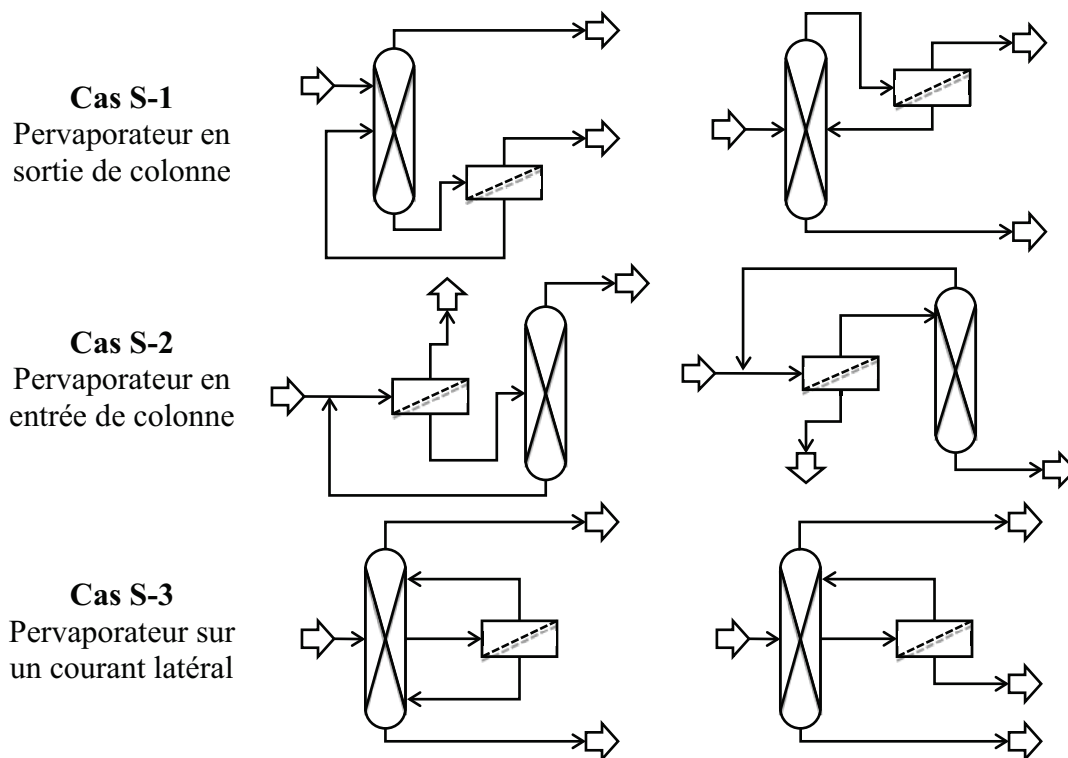 Cas S-1
Pervaporateur en
sortie de colonne
Cas S-2
Pervaporateur en
entrée de colonne
Cas S-3
Pervaporateur sur
un courant latéral